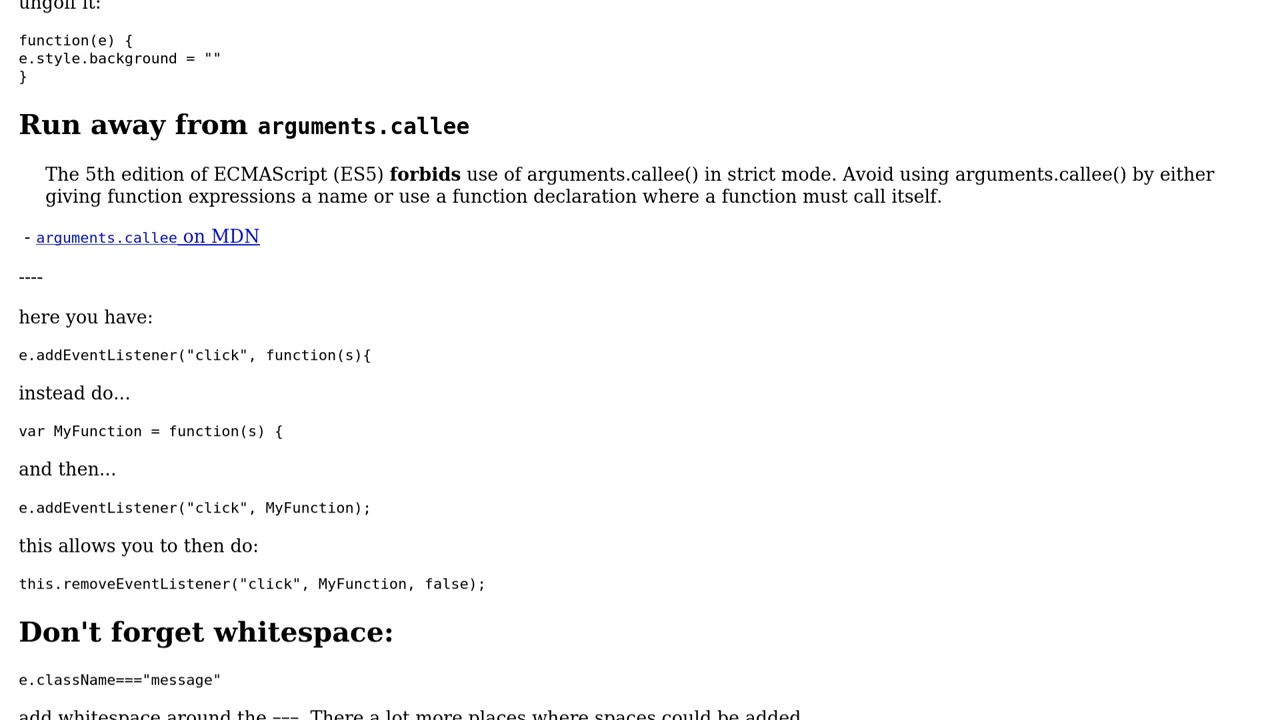 ungolf it:
function(e) {
e.style.background = ""
}
Run away from arguments.callee
The 5th edition of ECMAScript (ES5) forbids use of arguments.callee() in strict mode. Avoid using arguments.callee() by either
giving function expressions a name or use a function declaration where a function must call itself.
- arguments.callee on MDN
----
here you have:
e.addEventListener("click", function(s){
instead do...
var MyFunction = function(s) {
and then...
e.addEventListener("click", MyFunction);
this allows you to then do:
this.removeEventListener("click", MyFunction, false);
Don't forget whitespace:
e.className==="message"
add whitespace around the ===. There a lot more places where spaces could be added